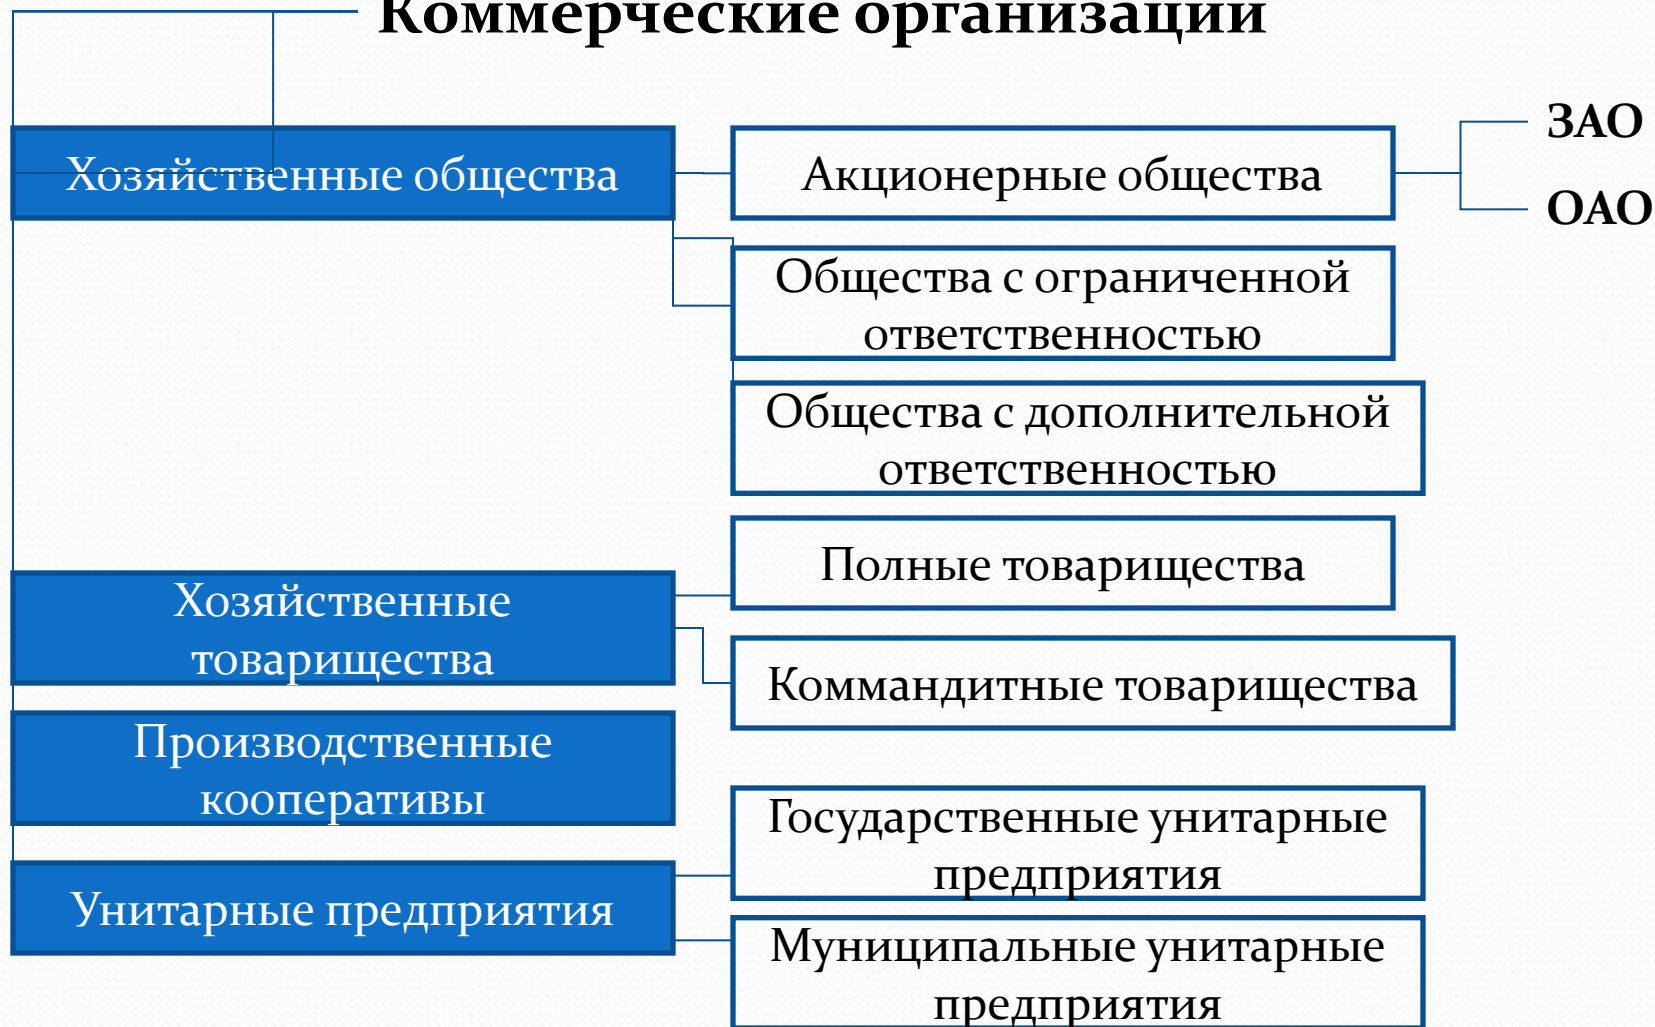 Коммерческие организации
Хозяйственные общества
Акционерные общества
ЗАО
ОАО
Общества с ограниченной
ответственностью
Общества с дополнительной
ответственностью
Хозяйственные
товарищества
Полные товарищества
Коммандитные товарищества
Производственные
кооперативы
Унитарные предприятия
Государственные унитарные
предприятия
Муниципальные унитарные
предприятия